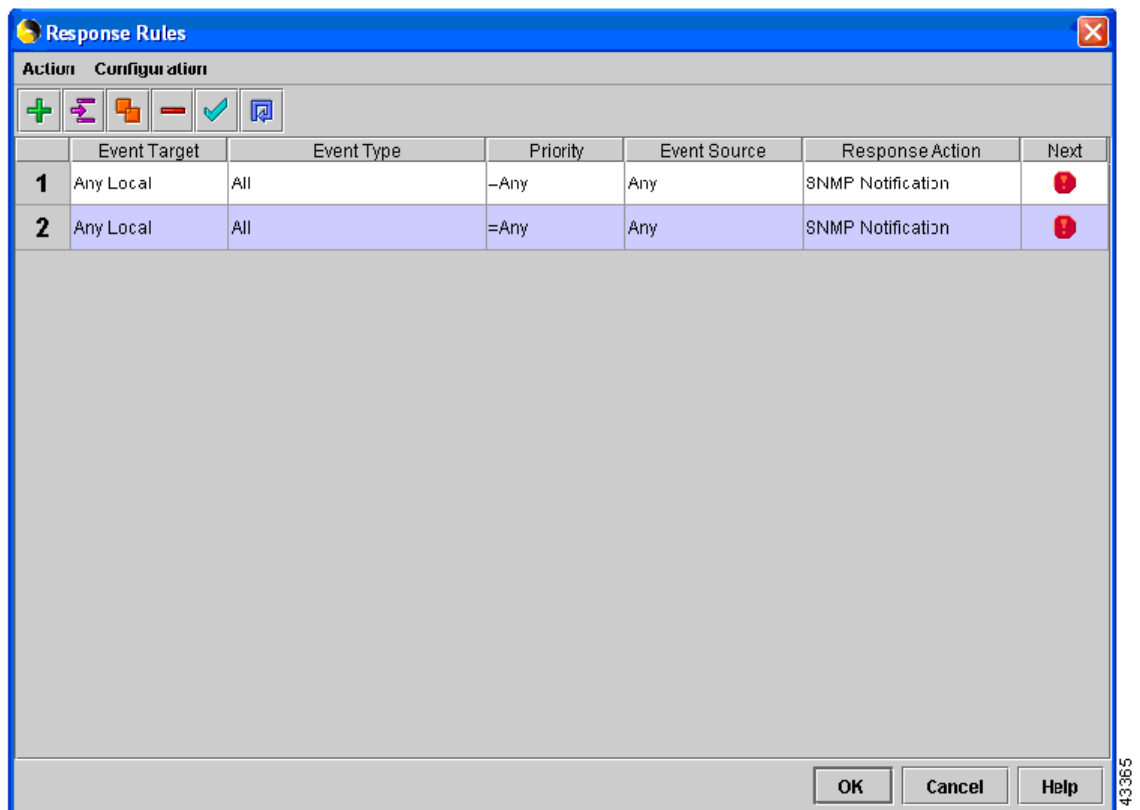 Response Rules
Action Configuration
Event Target Event Type Priority Event Source Response Action Next
1 Any Local All =Any Any SNMP Notification
2 Any Local All =Any Any SNMP Notification
OK Cancel Help
43365